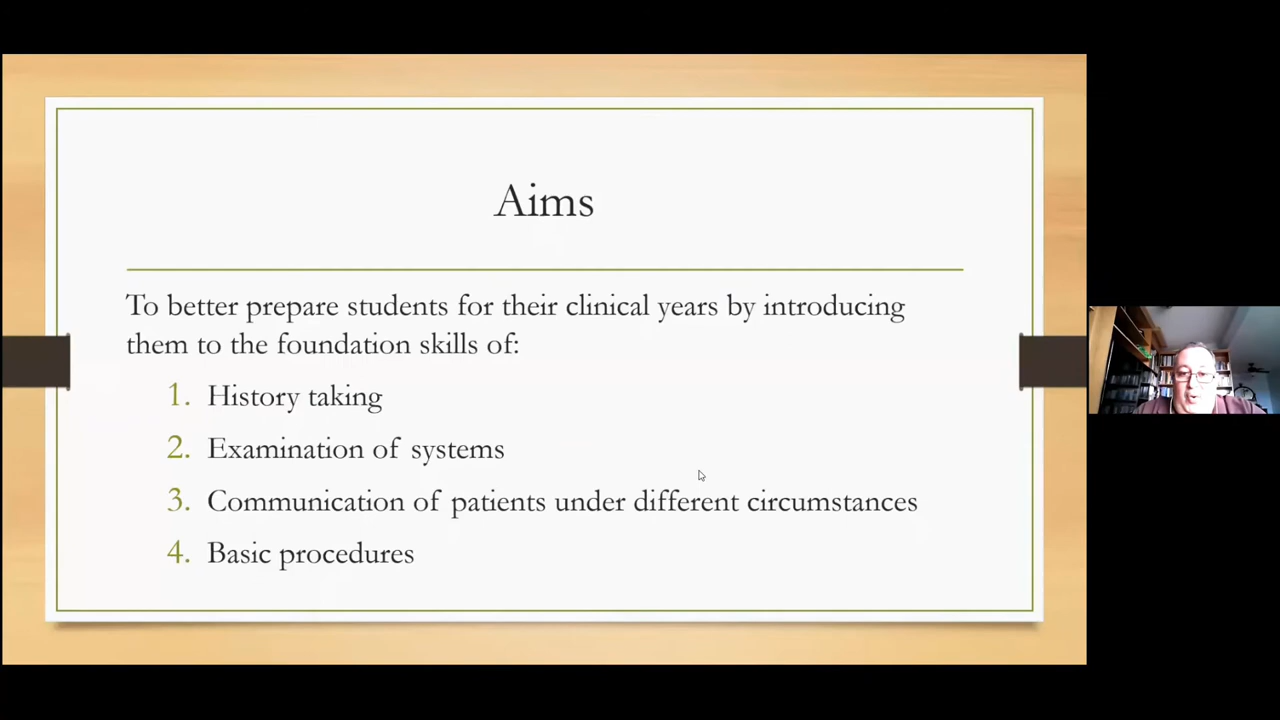 Aims
To better prepare students for their clinical years by introducing
them to the foundation skills of:
1. History taking
2. Examination of systems
3. Communication of patients under different circumstances
4. Basic procedures